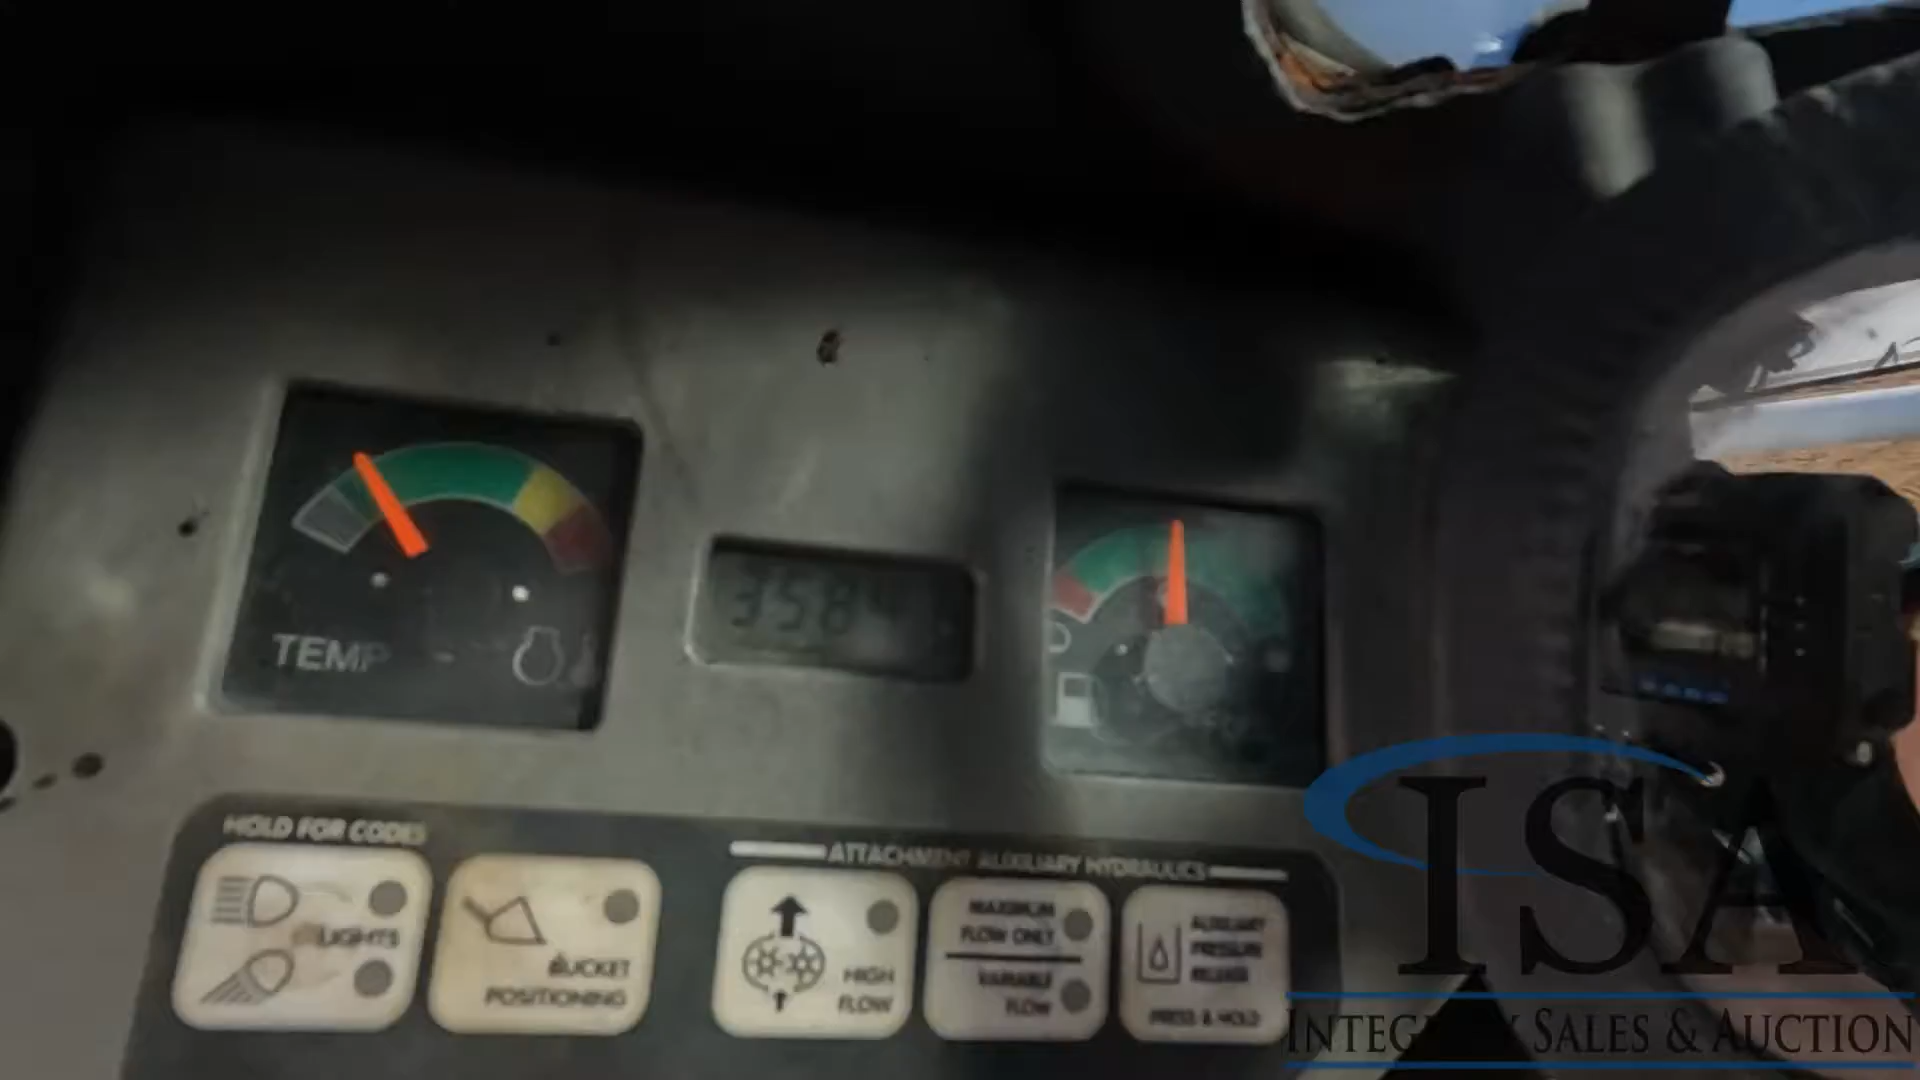 TEMP
3584
HOLD FOR CODES
LIGHTS
BUCKET
POSITIONING
ATTACHMENT AUXILIARY HYDRAULICS
HIGH
FLOW
MAXIMUM
FLOW ONLY
VARIABLE
FLOW
AUXILIARY
PRESSURE
RELEASE
PRESS & HOLD
ISA
INTEGRITY SALES & AUCTION